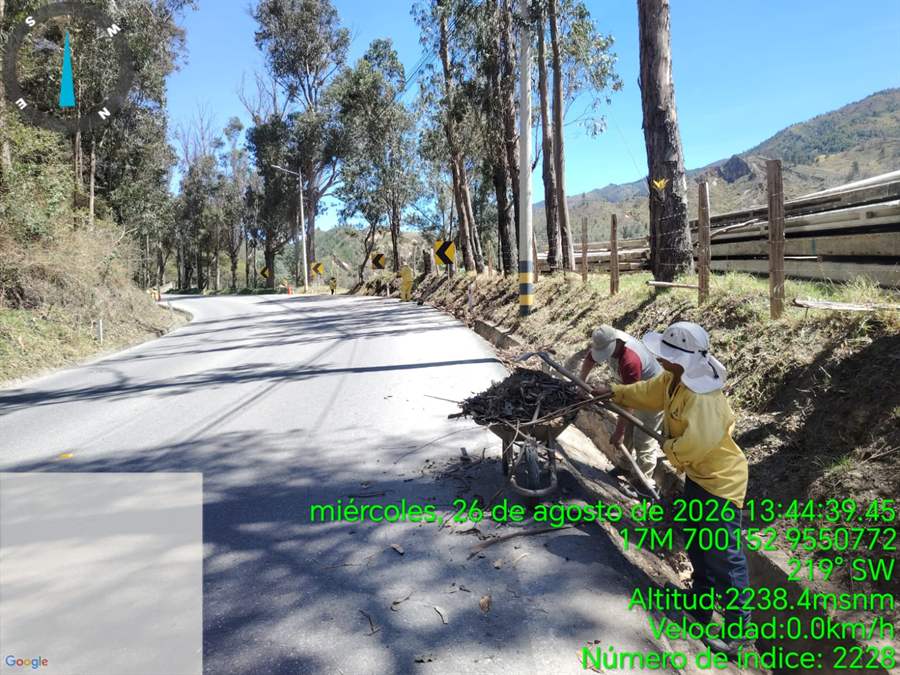 S
W
E
N
miércoles, 26 de agosto de 2026 13:44:39.45
17M 700152 9550772
219° SW
Altitud:2238.4msnm
Velocidad:0.0km/h
Número de índice: 2228
Google